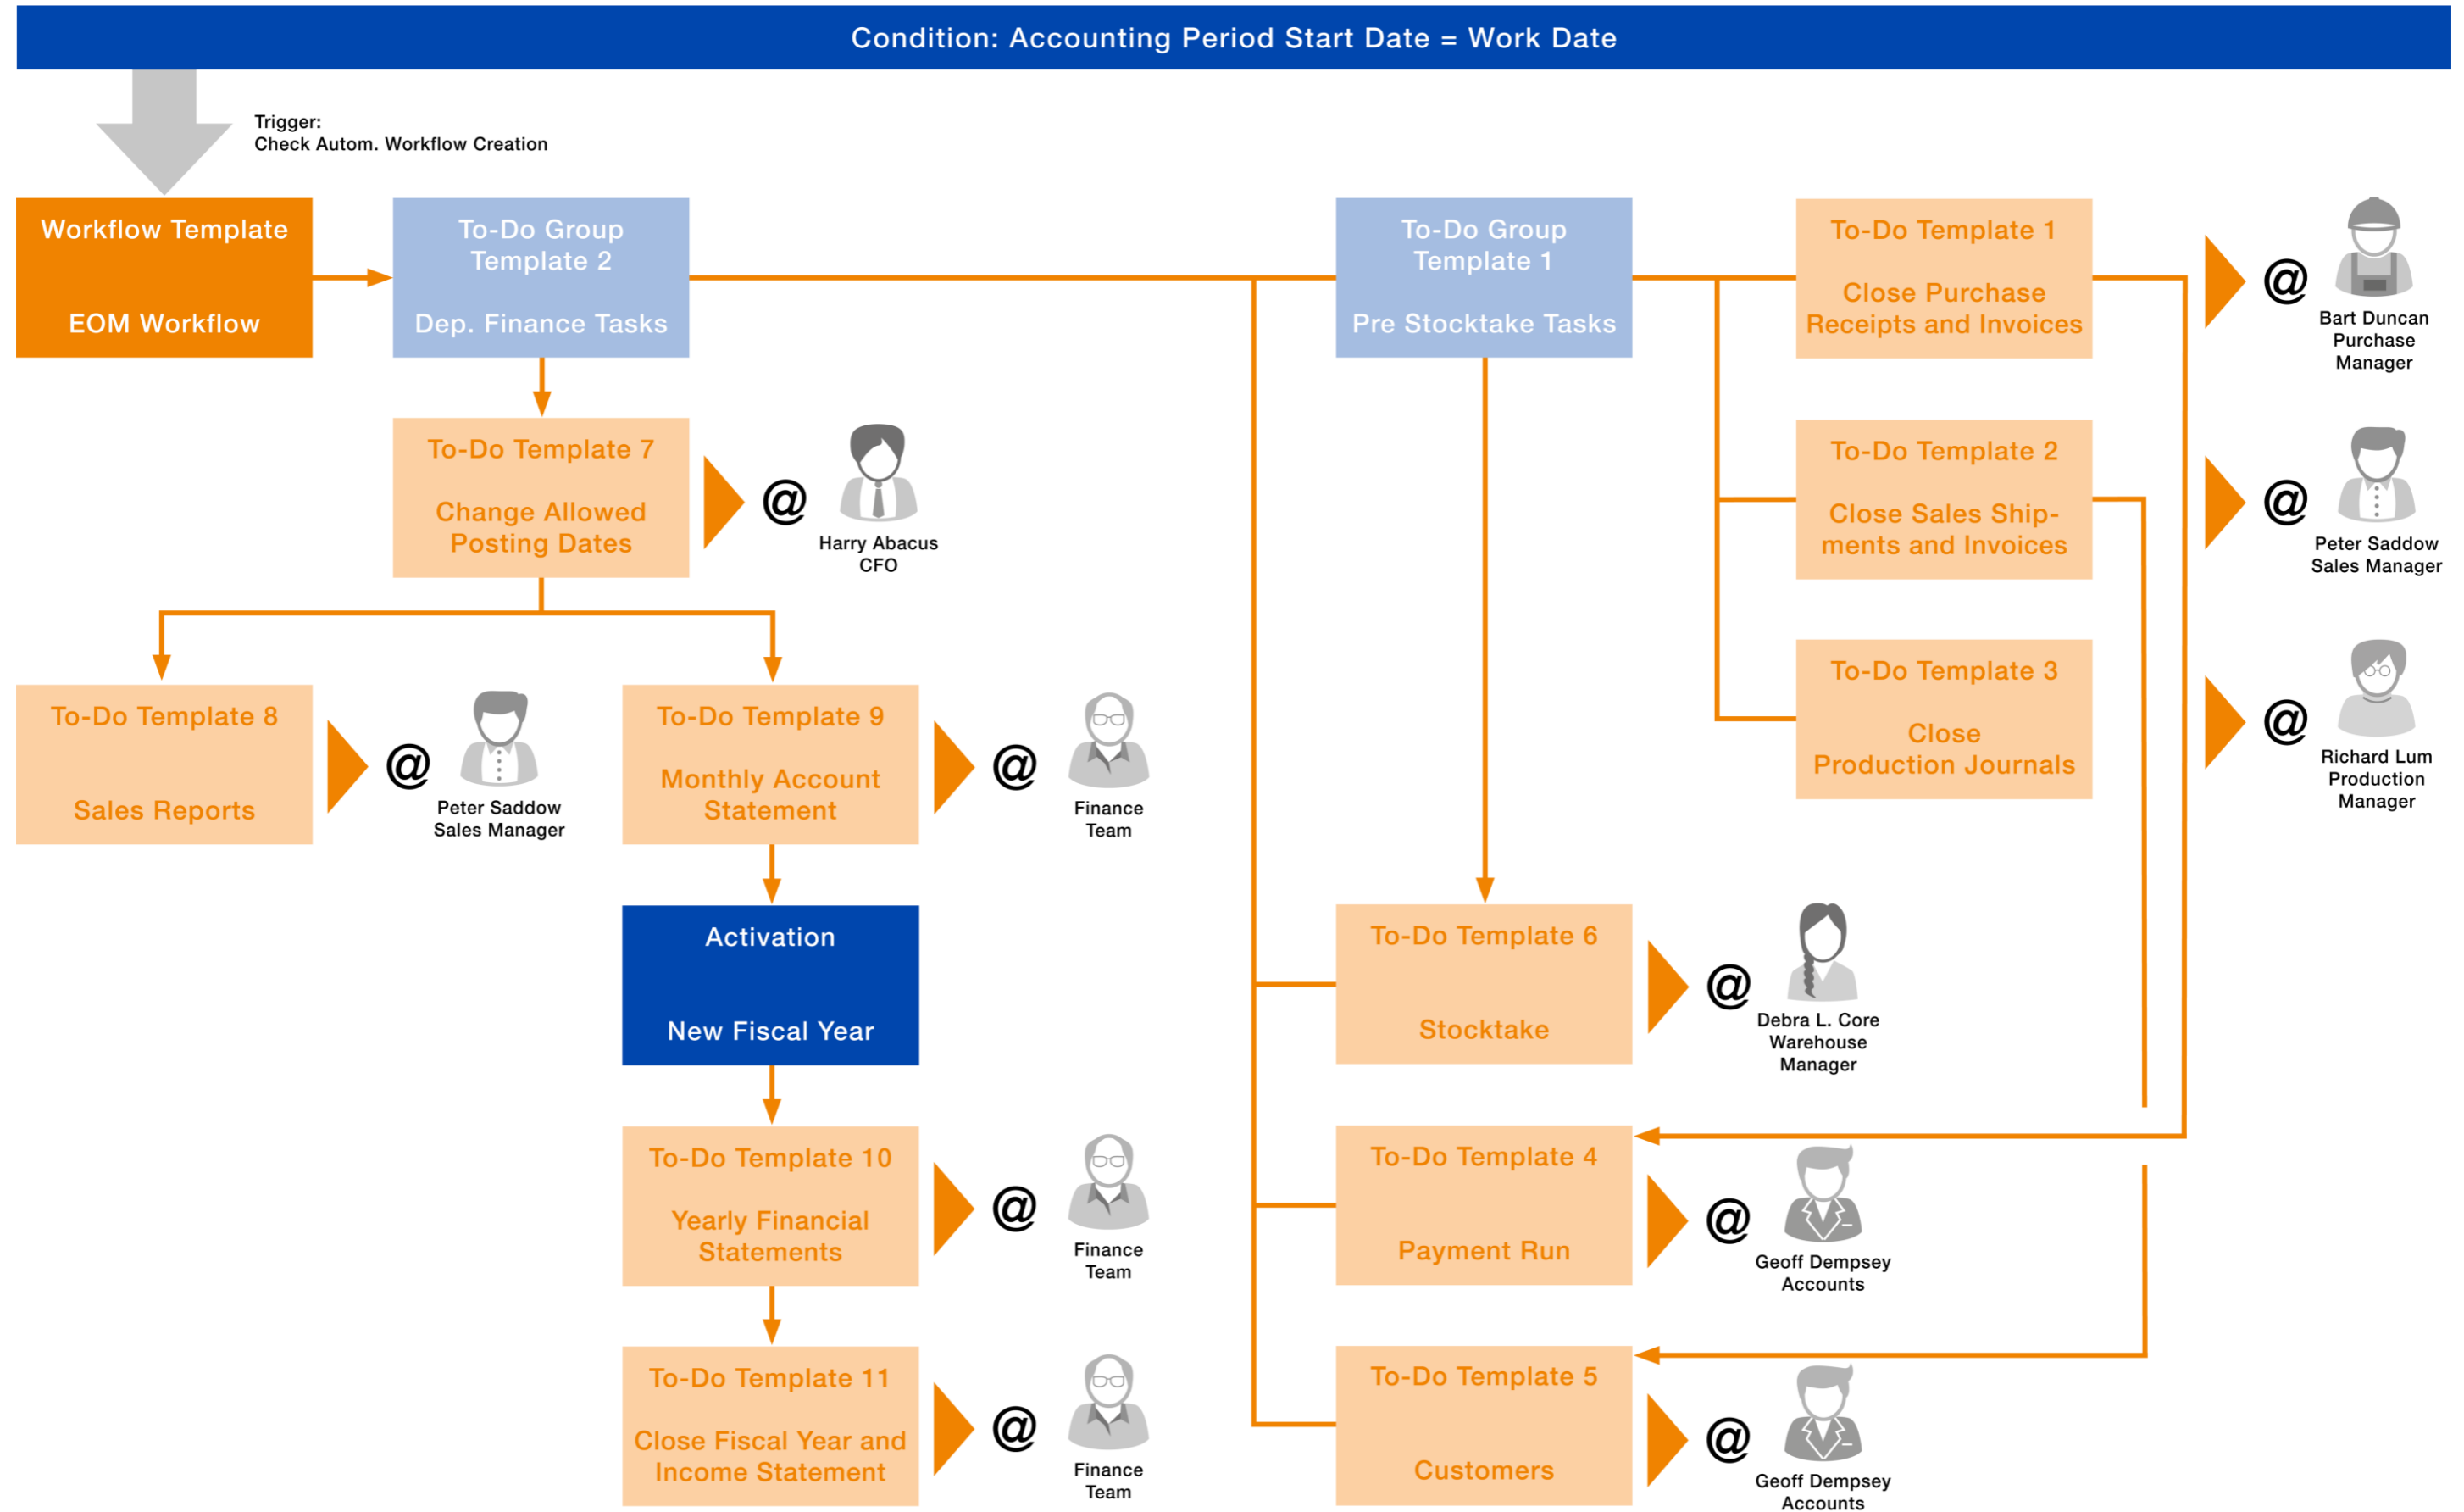 Condition: Accounting Period Start Date = Work Date
Trigger:
Check Autom. Workflow Creation
Workflow Template
EOM Workflow
To-Do Group
Template 2
Dep. Finance Tasks
To-Do Group
Template 1
Pre Stocktake Tasks
To-Do Template 1
Close Purchase
Receipts and Invoices
@
Bart Duncan
Purchase
Manager
To-Do Template 7
Change Allowed
Posting Dates
@
Harry Abacus
CFO
To-Do Template 2
Close Sales Ship-
ments and Invoices
@
Peter Saddow
Sales Manager
To-Do Template 8
Sales Reports
@
Peter Saddow
Sales Manager
To-Do Template 9
Monthly Account
Statement
@
Finance
Team
To-Do Template 3
Close
Production Journals
@
Richard Lum
Production
Manager
Activation
New Fiscal Year
To-Do Template 6
Stocktake
@
Debra L. Core
Warehouse
Manager
To-Do Template 10
Yearly Financial
Statements
@
Finance
Team
To-Do Template 4
Payment Run
@
Geoff Dempsey
Accounts
To-Do Template 11
Close Fiscal Year and
Income Statement
@
Finance
Team
To-Do Template 5
Customers
@
Geoff Dempsey
Accounts